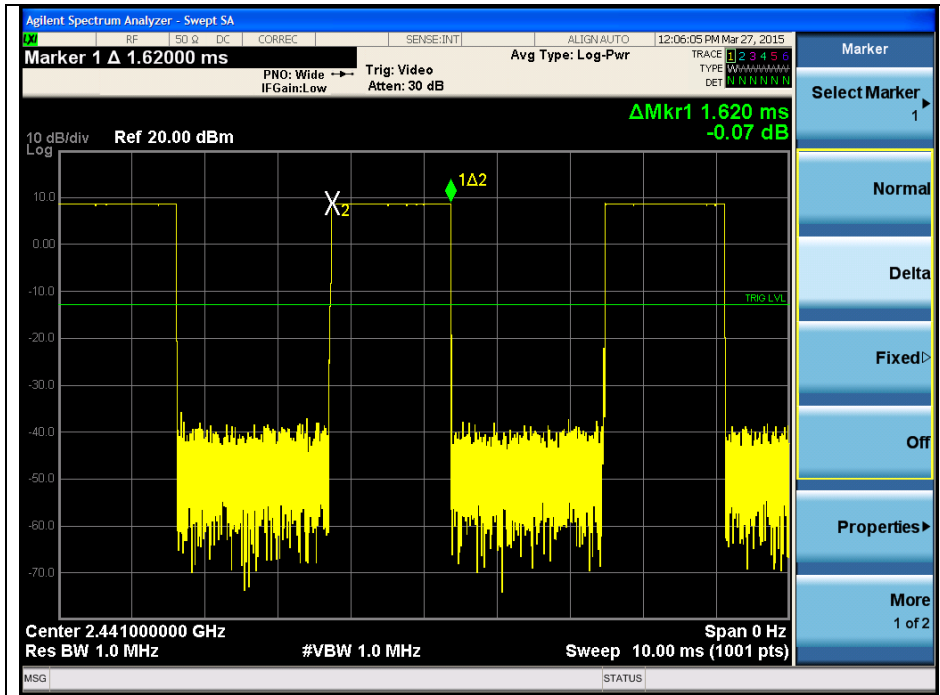 Agilent Spectrum Analyzer - Swept SA
LXI RF 50 Ω DC CORREC SENSE:INT ALIGN AUTO 12:06:05 PM Mar 27, 2015
Marker 1 Δ 1.62000 ms
PNO: Wide
IFGain:Low
Trig: Video
Atten: 30 dB
Avg Type: Log-Pwr
TRACE 1 2 3 4 5 6
TYPE W
DET N N N N N N
ΔMkr1 1.620 ms
-0.07 dB
10 dB/div Ref 20.00 dBm
Log
10.0
0.00
-10.0
-20.0
-30.0
-40.0
-50.0
-60.0
-70.0
X2
1Δ2
TRIG LVL
Center 2.441000000 GHz Span 0 Hz
Res BW 1.0 MHz #VBW 1.0 MHz Sweep 10.00 ms (1001 pts)
MSG STATUS
Marker
Select Marker
1
Normal
Delta
Fixed
Off
Properties
More
1 of 2